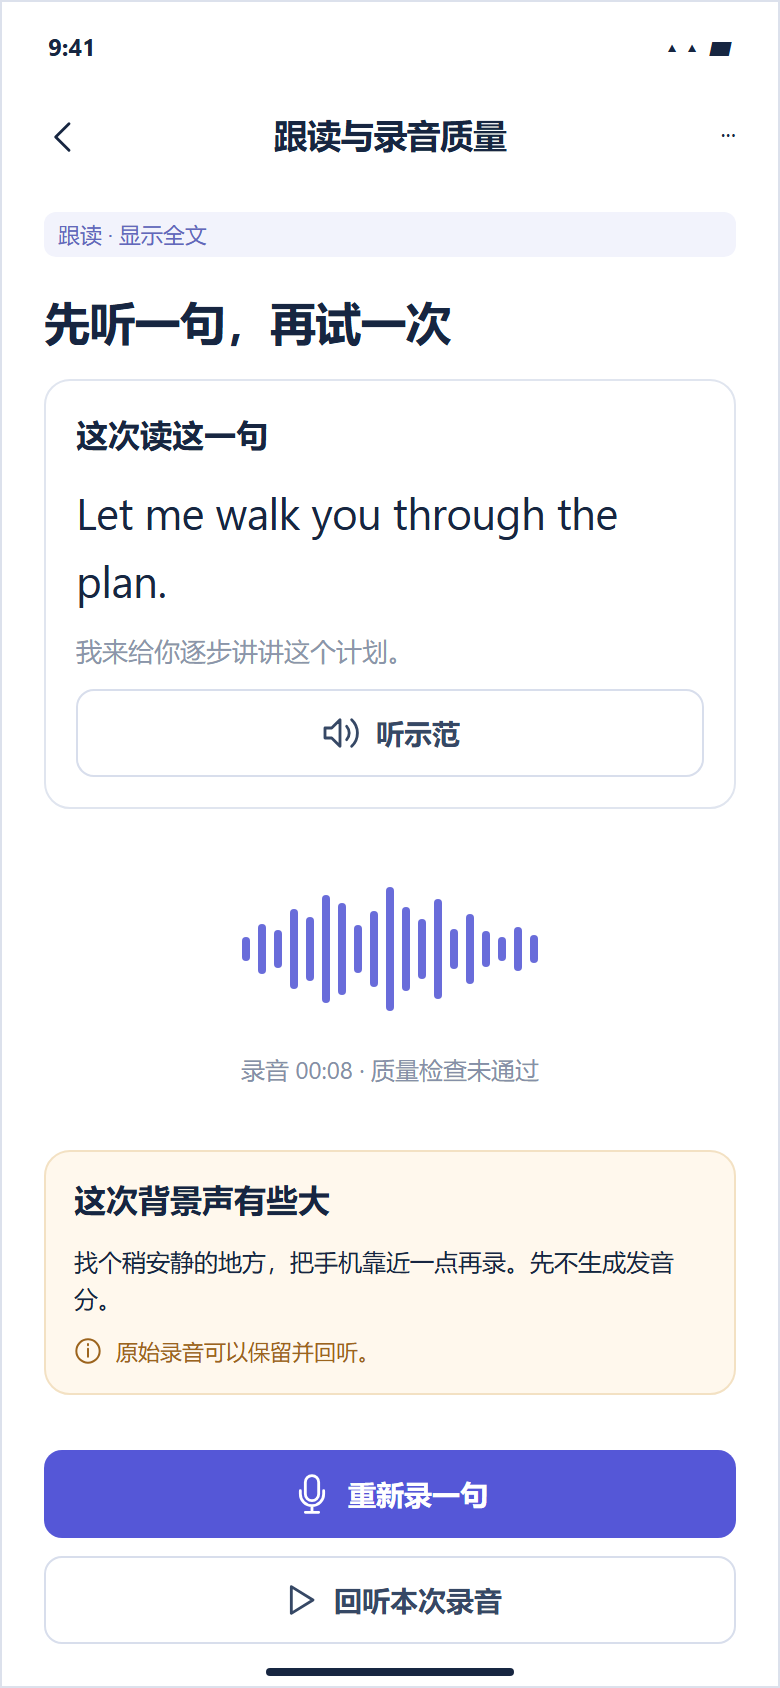 9:41
跟读与录音质量
...
跟读 · 显示全文
先听一句，再试一次
这次读这一句
Let me walk you through the
plan.
我来给你逐步讲讲这个计划。
听示范
录音 00:08 · 质量检查未通过
这次背景声有些大
找个稍安静的地方，把手机靠近一点再录。先不生成发音
分。
原始录音可以保留并回听。
重新录一句
回听本次录音